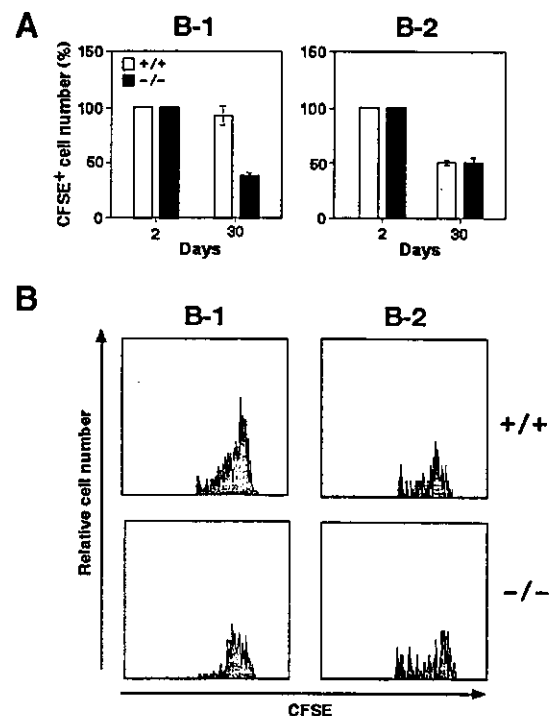 A
B-1
B-2
CFSE+ cell number (%)
150
100
50
0
+/+
-/-
2
30
Days
150
100
50
0
2
30
Days
B
B-1
B-2
Relative cell number
+/+
-/-
CFSE